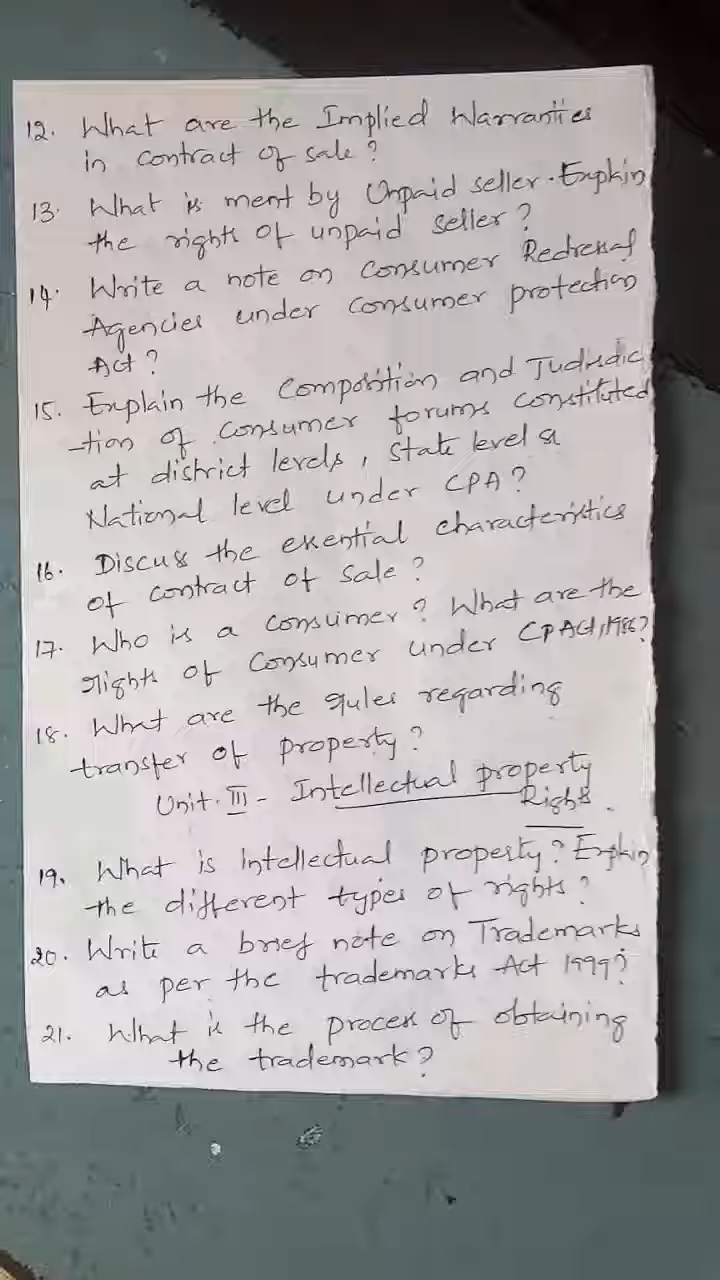 12. What are the Implied Warranties
in contract of sale?
13. What is ment by Unpaid seller. Explain
the rights of unpaid seller?
14. Write a note on Consumer Redressal
Agencies under Consumer protection
Act?
15. Explain the Composition and Judisdic
-tion of Consumer forums constituted
at district levels, State level &
National level under CPA?
16. Discuss the essential characteristics
of contract of sale?
17. Who is a consumer? What are the
rights of Consumer under CPAct, 1986?
18. What are the rules regarding
transfer of property?
Unit. III - Intellectual property
Rights.
19. What is Intellectual property? Explain
the different types of rights?
20. Write a brief note on Trademarks
as per the trademarks Act 1999?
21. What is the process of obtaining
the trademark?